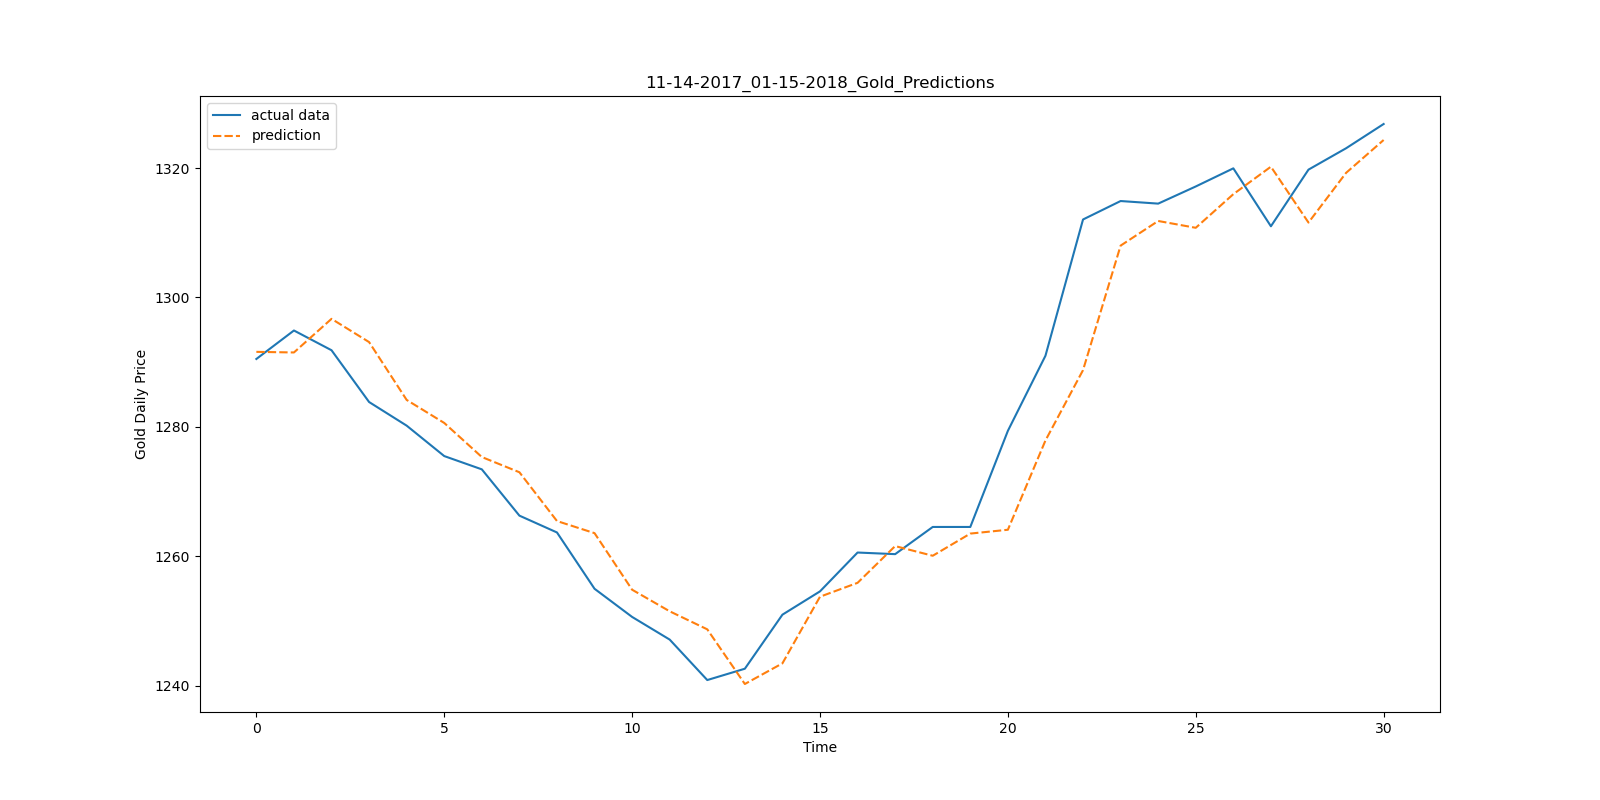 11-14-2017_01-15-2018_Gold_Predictions
actual data
prediction
1320
1300
1280
1260
1240
Gold Daily Price
0 5 10 15 20 25 30
Time